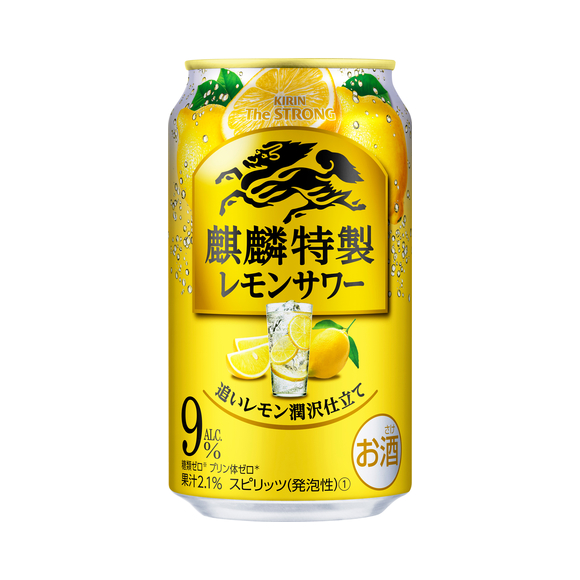 KIRIN
The STRONG
麒麟特製
レモンサワー
追いレモン潤沢仕立て
9 ALC. %
さけ
お酒
糖類ゼロ* プリン体ゼロ*
果汁2.1% スピリッツ(発泡性)①